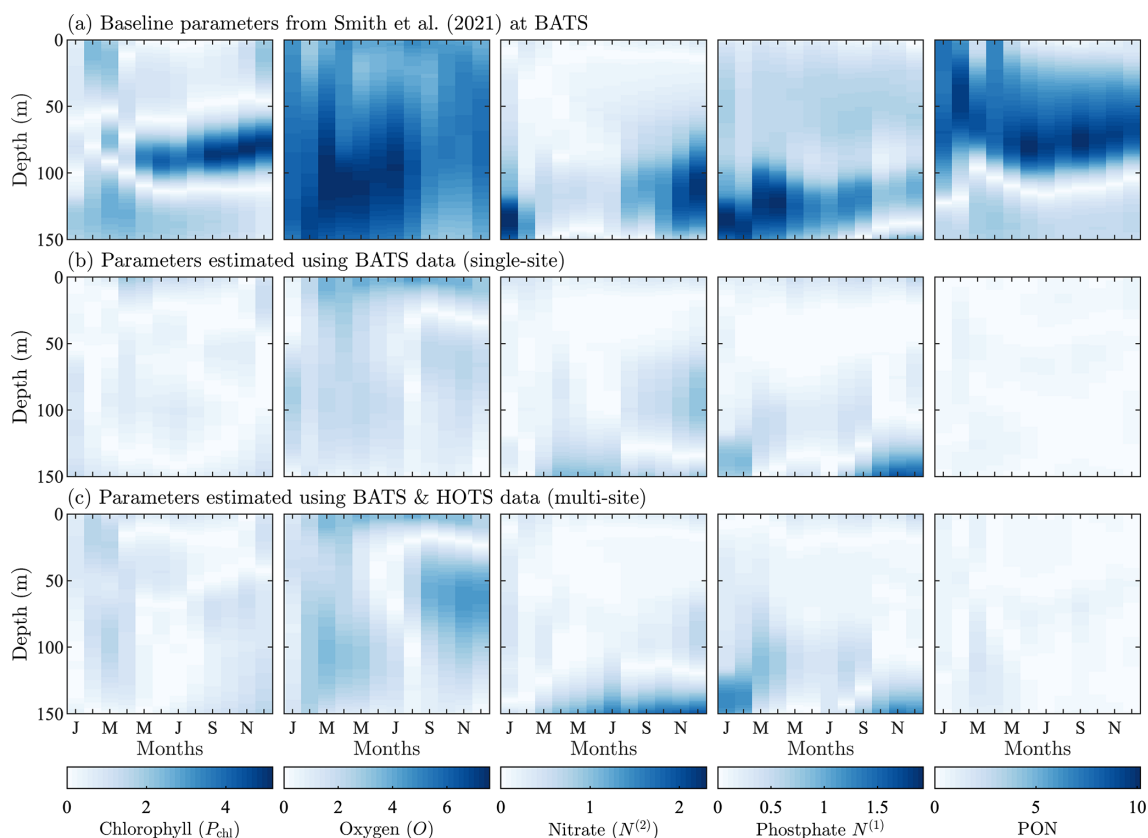 (a) Baseline parameters from Smith et al. (2021) at BATS
0
50
100
150
Depth (m)
(b) Parameters estimated using BATS data (single-site)
0
50
100
150
Depth (m)
(c) Parameters estimated using BATS & HOTS data (multi-site)
0
50
100
150
Depth (m)
J M M J S N J M M J S N J M M J S N J M M J S N J M M J S N
Months Months Months Months Months
0 2 4 0 2 4 6 0 1 2 0 0.5 1 1.5 0 5 10
Chlorophyll (Pchl) Oxygen (O) Nitrate (N(2)) Phostphate N(1) PON